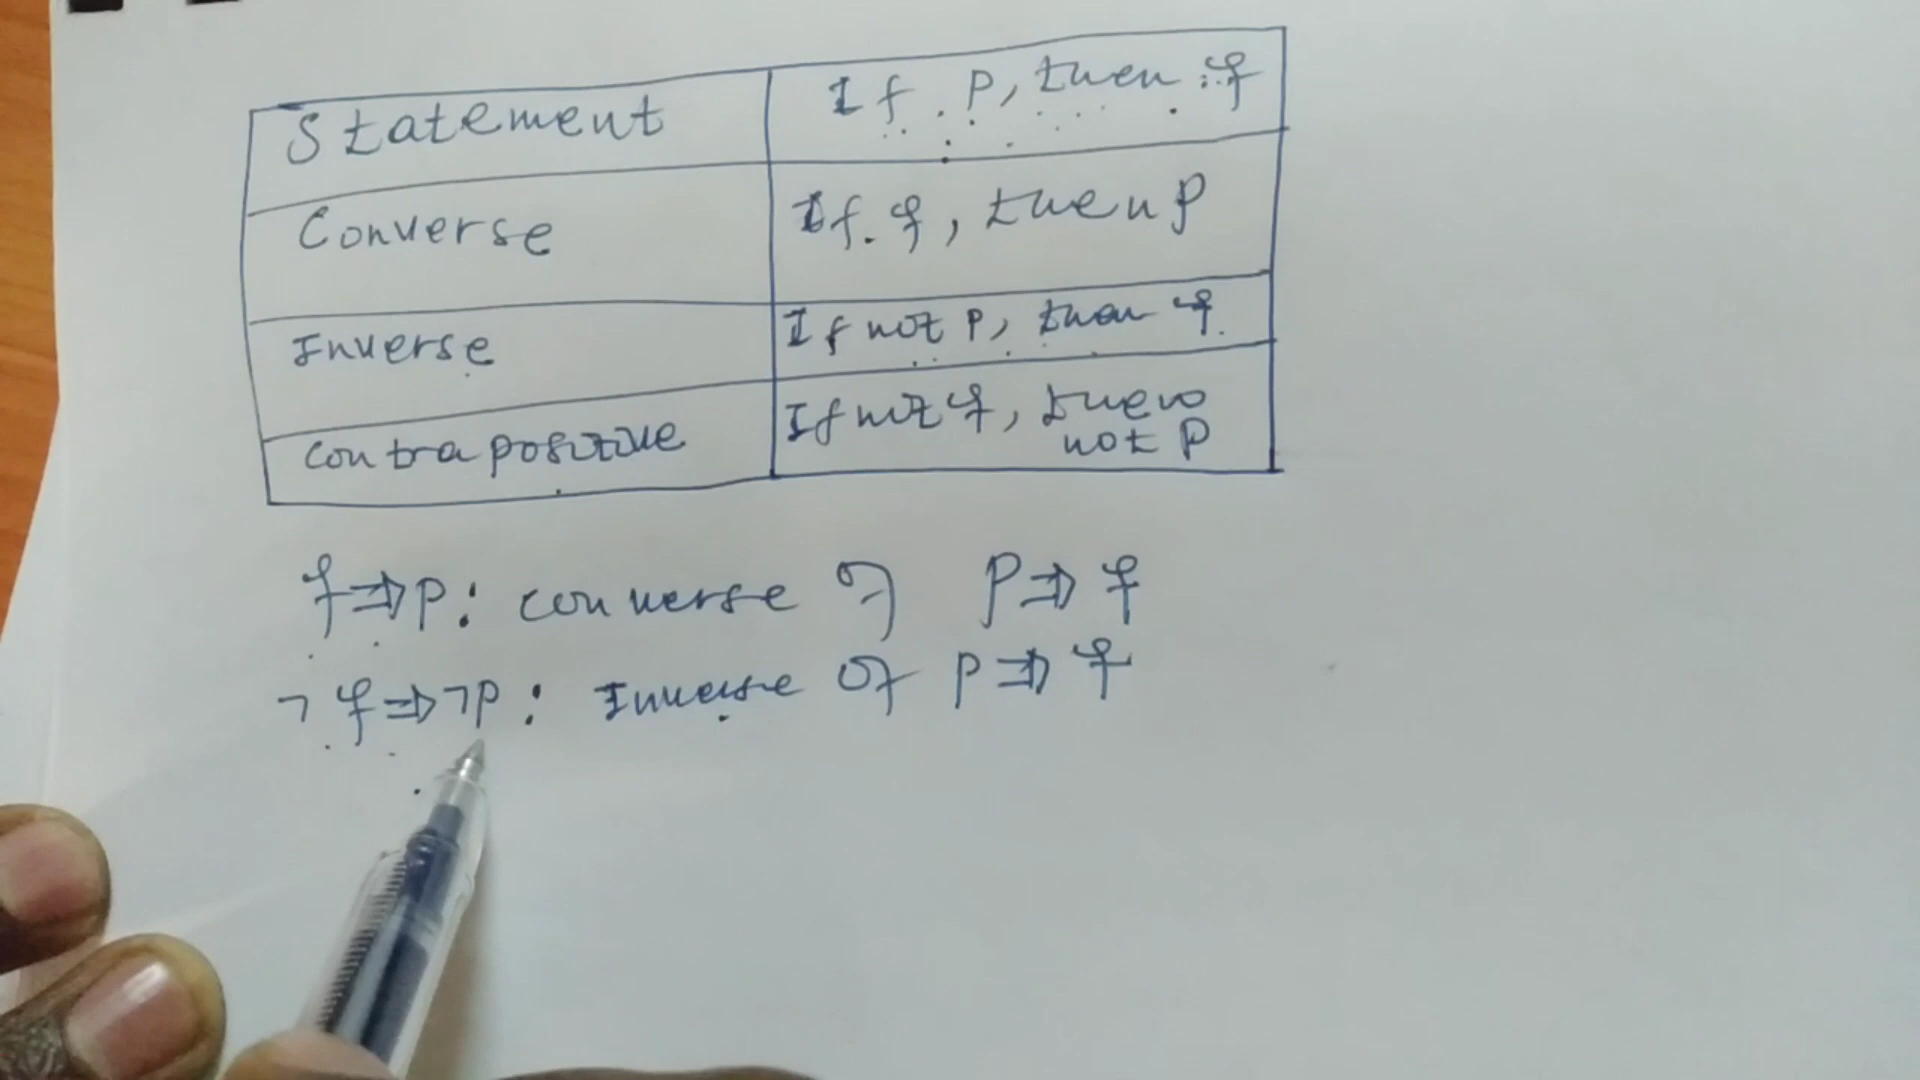 Statement If p, then q
Converse If q, then p
Inverse If not p, then q.
Contrapositive If not q, then
not p
q ⇒ p : converse of p ⇒ q
¬q ⇒ ¬p : Inverse of p ⇒ q